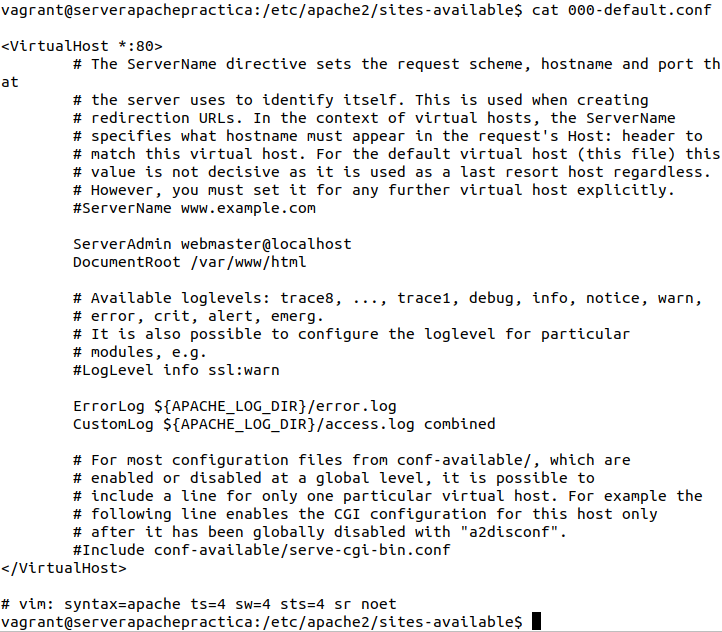 vagrant@serverapachepractica:/etc/apache2/sites-available$ cat 000-default.conf

<VirtualHost *:80>
        # The ServerName directive sets the request scheme, hostname and port th
at
        # the server uses to identify itself. This is used when creating
        # redirection URLs. In the context of virtual hosts, the ServerName
        # specifies what hostname must appear in the request's Host: header to
        # match this virtual host. For the default virtual host (this file) this
        # value is not decisive as it is used as a last resort host regardless.
        # However, you must set it for any further virtual host explicitly.
        #ServerName www.example.com

        ServerAdmin webmaster@localhost
        DocumentRoot /var/www/html

        # Available loglevels: trace8, ..., trace1, debug, info, notice, warn,
        # error, crit, alert, emerg.
        # It is also possible to configure the loglevel for particular
        # modules, e.g.
        #LogLevel info ssl:warn

        ErrorLog ${APACHE_LOG_DIR}/error.log
        CustomLog ${APACHE_LOG_DIR}/access.log combined

        # For most configuration files from conf-available/, which are
        # enabled or disabled at a global level, it is possible to
        # include a line for only one particular virtual host. For example the
        # following line enables the CGI configuration for this host only
        # after it has been globally disabled with "a2disconf".
        #Include conf-available/serve-cgi-bin.conf
</VirtualHost>

# vim: syntax=apache ts=4 sw=4 sts=4 sr noet
vagrant@serverapachepractica:/etc/apache2/sites-available$